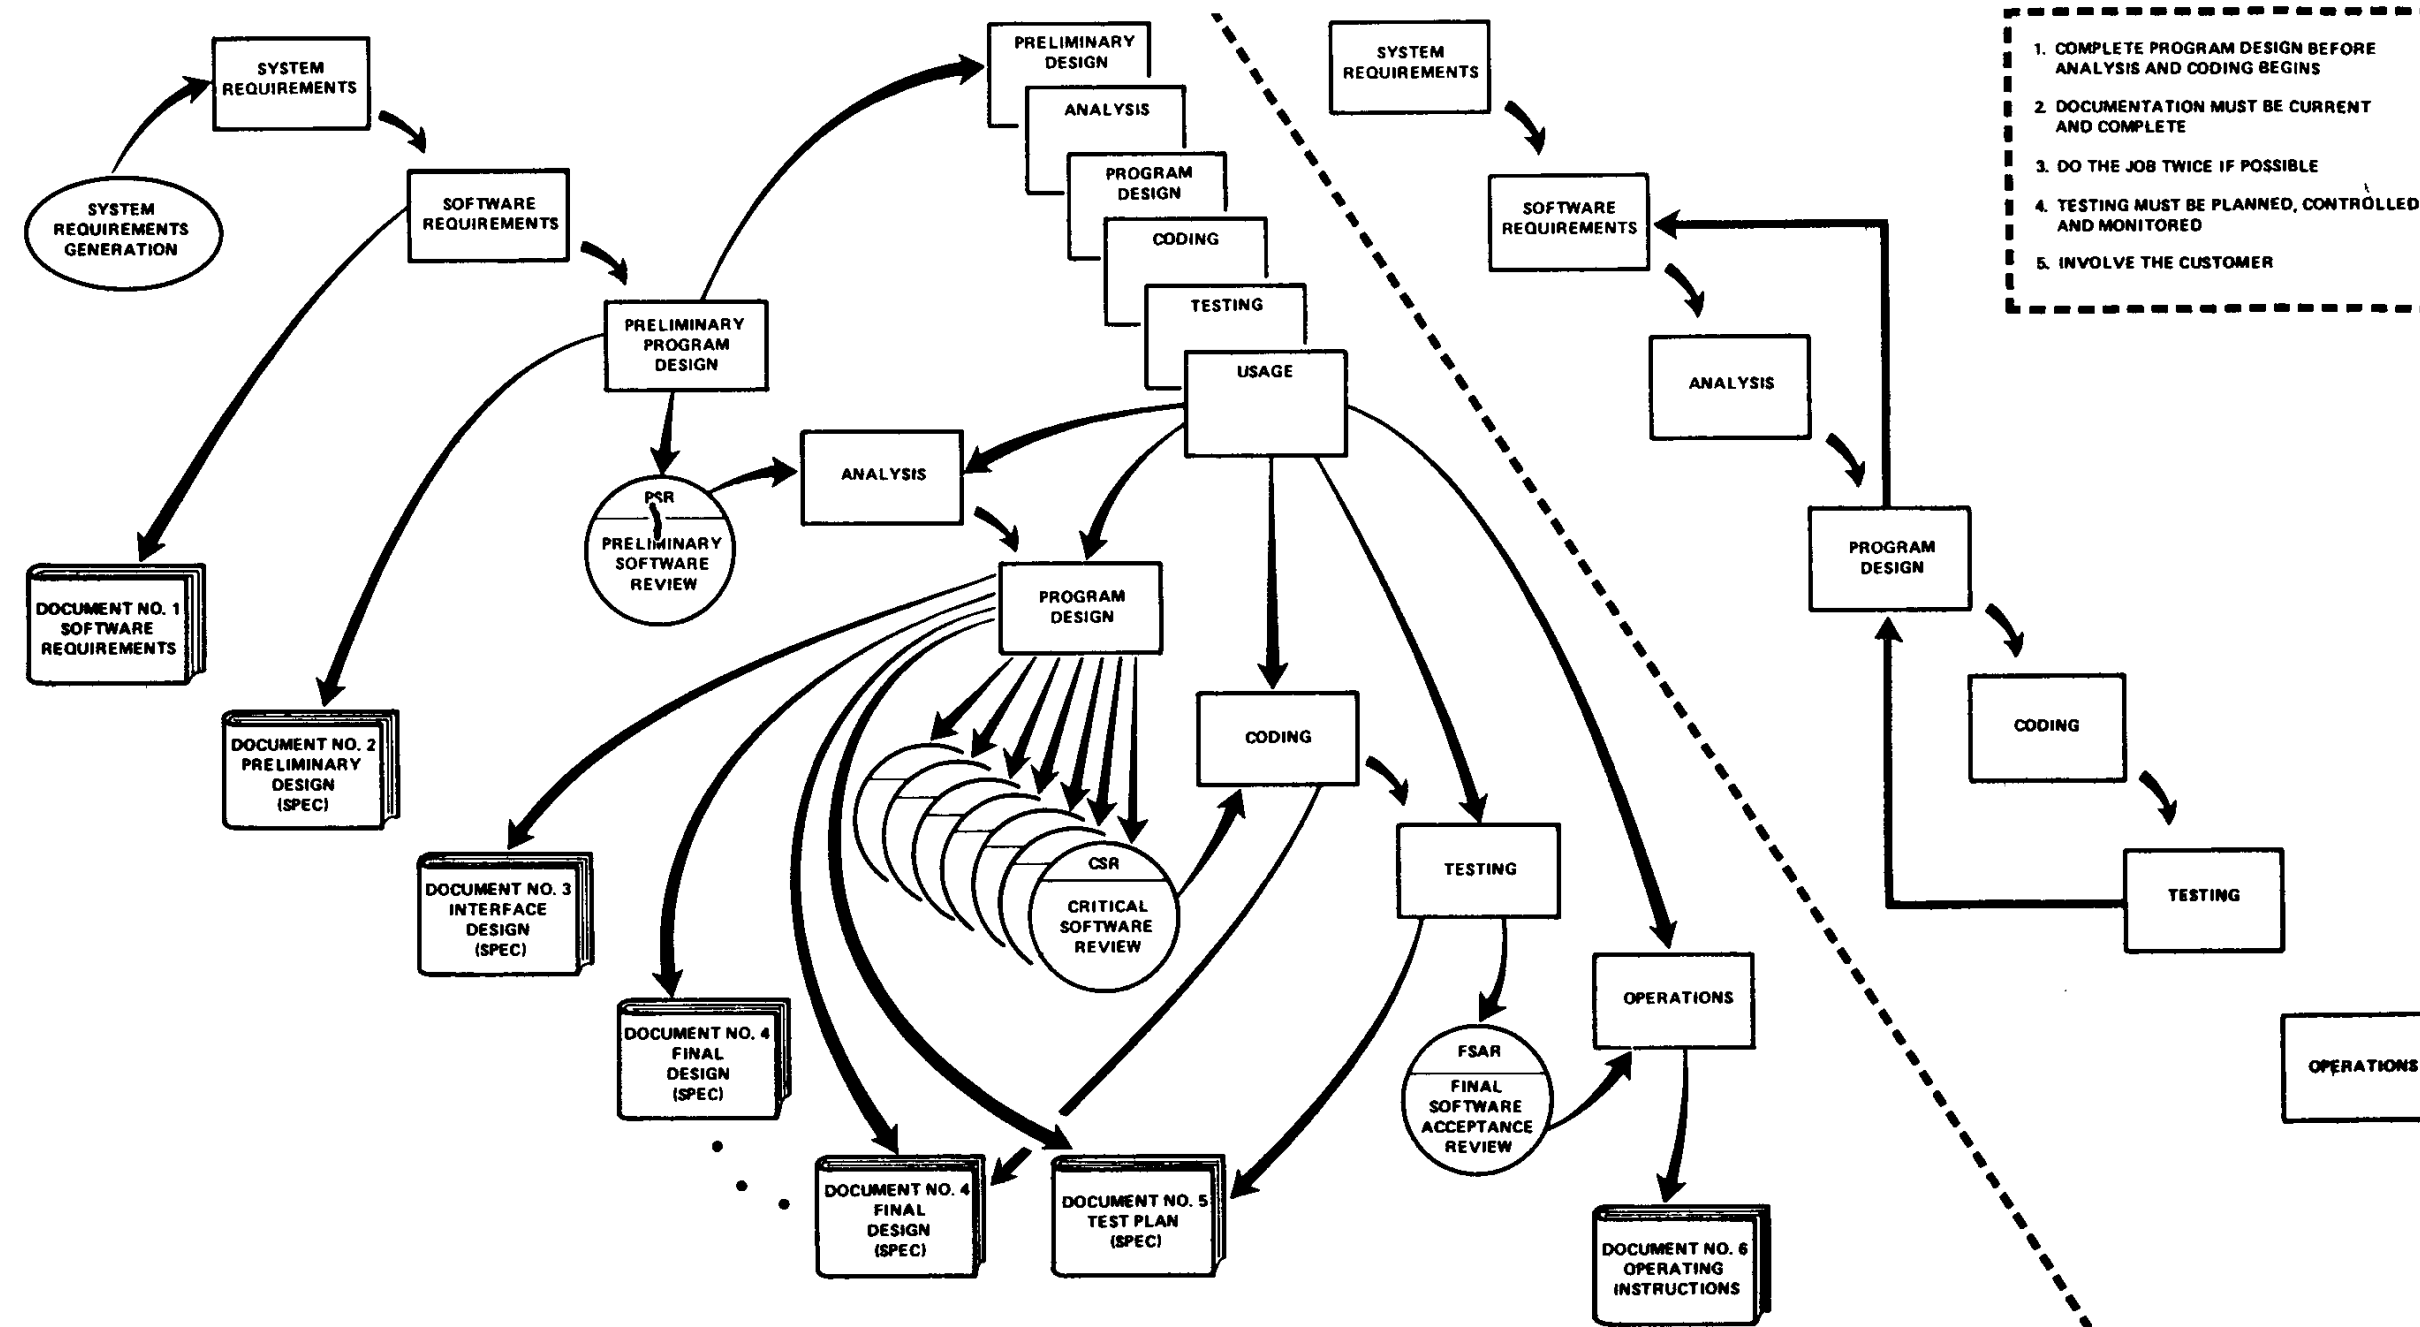 SYSTEM
REQUIREMENTS
SYSTEM
REQUIREMENTS
GENERATION
SOFTWARE
REQUIREMENTS
PRELIMINARY
PROGRAM
DESIGN
PRELIMINARY
DESIGN
ANALYSIS
PROGRAM
DESIGN
CODING
TESTING
USAGE
PSR
PRELIMINARY
SOFTWARE
REVIEW
ANALYSIS
PROGRAM
DESIGN
CODING
TESTING
OPERATIONS
CSR
CRITICAL
SOFTWARE
REVIEW
FSAR
FINAL
SOFTWARE
ACCEPTANCE
REVIEW
DOCUMENT NO. 1
SOFTWARE
REQUIREMENTS
DOCUMENT NO. 2
PRELIMINARY
DESIGN
(SPEC)
DOCUMENT NO. 3
INTERFACE
DESIGN
(SPEC)
DOCUMENT NO. 4
FINAL
DESIGN
(SPEC)
DOCUMENT NO. 4
FINAL
DESIGN
(SPEC)
DOCUMENT NO. 5
TEST PLAN
(SPEC)
DOCUMENT NO. 6
OPERATING
INSTRUCTIONS
SYSTEM
REQUIREMENTS
SOFTWARE
REQUIREMENTS
ANALYSIS
PROGRAM
DESIGN
CODING
TESTING
OPERATIONS
1. COMPLETE PROGRAM DESIGN BEFORE
ANALYSIS AND CODING BEGINS
2. DOCUMENTATION MUST BE CURRENT
AND COMPLETE
3. DO THE JOB TWICE IF POSSIBLE
4. TESTING MUST BE PLANNED, CONTROLLED
AND MONITORED
5. INVOLVE THE CUSTOMER